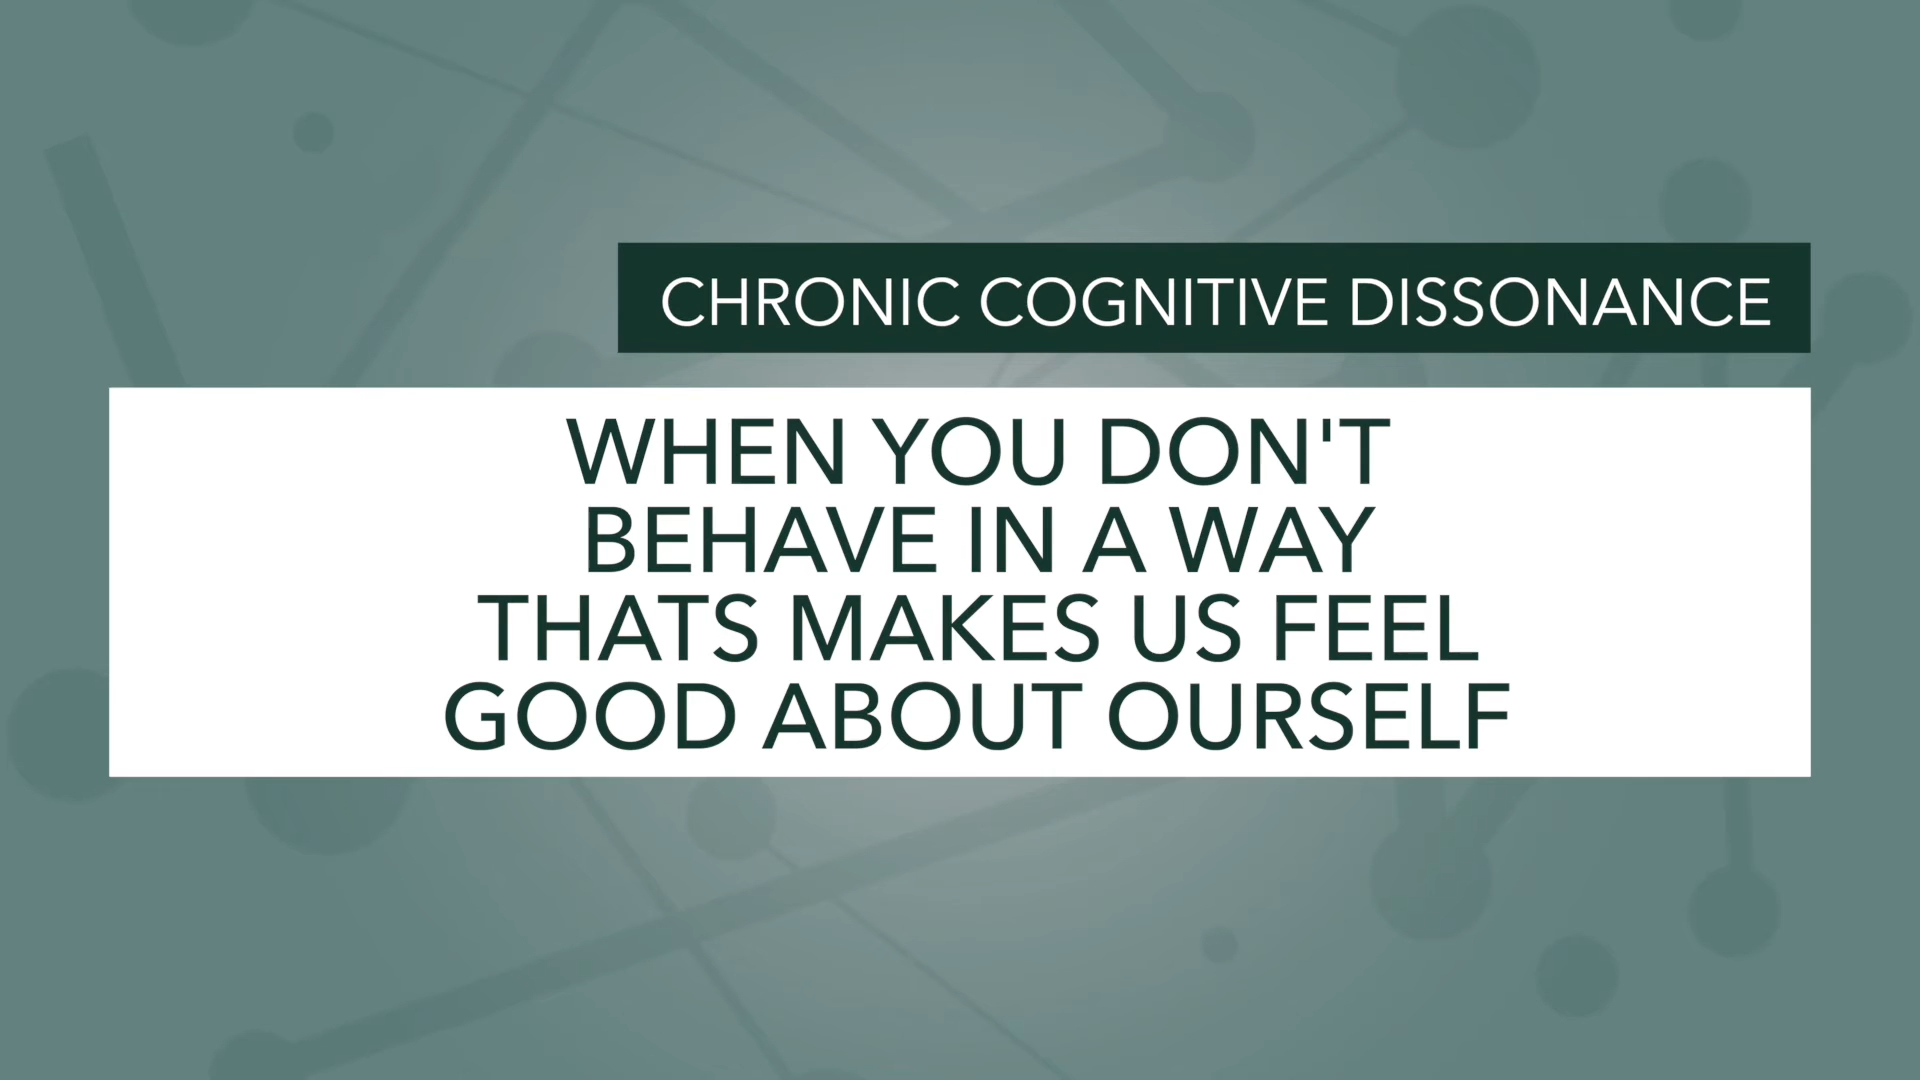 CHRONIC COGNITIVE DISSONANCE
WHEN YOU DON'T
BEHAVE IN A WAY
THATS MAKES US FEEL
GOOD ABOUT OURSELF